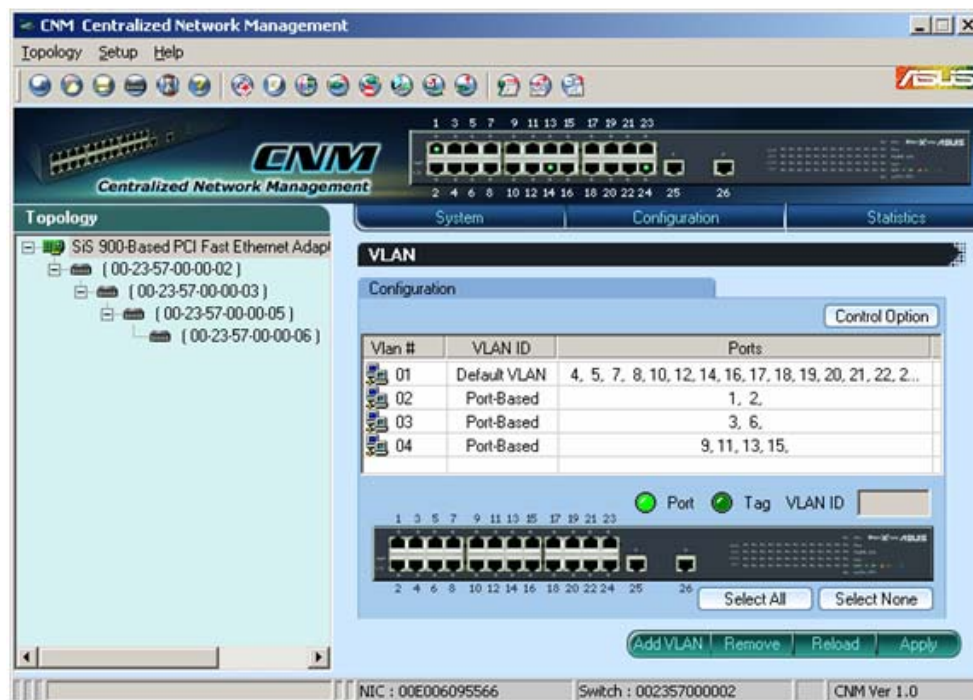 CNM Centralized Network Management
Topology Setup Help
ASUS
1 3 5 7 9 11 13 15 17 19 21 23
CNM
Centralized Network Management
2 4 6 8 10 12 14 16 18 20 22 24 25 26
Topology
System Configuration Statistics
SiS 900-Based PCI Fast Ethernet Adapt
( 00-23-57-00-00-02 )
( 00-23-57-00-00-03 )
( 00-23-57-00-00-05 )
( 00-23-57-00-00-06 )
VLAN
Configuration
Control Option
Vlan # VLAN ID Ports
01 Default VLAN 4, 5, 7, 8, 10, 12, 14, 16, 17, 18, 19, 20, 21, 22, 2...
02 Port-Based 1, 2,
03 Port-Based 3, 6,
04 Port-Based 9, 11, 13, 15,
Port Tag VLAN ID
1 3 5 7 9 11 13 15 17 19 21 23
ASUS
2 4 6 8 10 12 14 16 18 20 22 24 25 26
Select All Select None
Add VLAN Remove Reload Apply
NIC : 00E006095566 Switch : 002357000002 CNM Ver 1.0